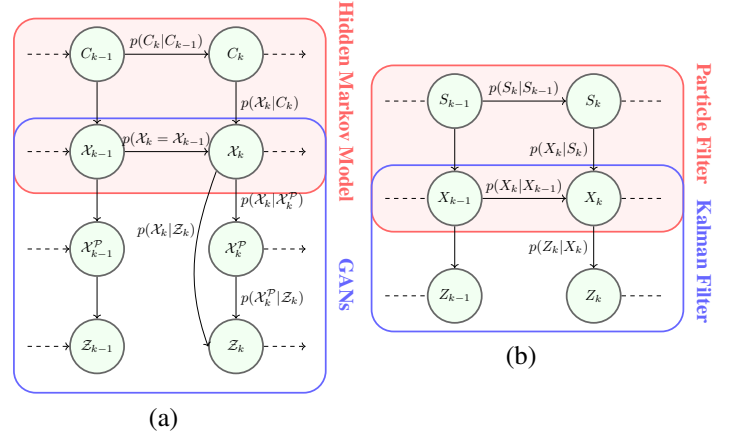 C_{k-1}
p(C_k|C_{k-1})
C_k
p(𝒳_k|C_k)
𝒳_{k-1}
p(𝒳_k = 𝒳_{k-1})
𝒳_k
p(𝒳_k|𝒳_k^𝒫)
p(𝒳_k|𝒵_k)
𝒳_{k-1}^𝒫
𝒳_k^𝒫
p(𝒳_k^𝒫|𝒵_k)
𝒵_{k-1}
𝒵_k
Hidden Markov Model
GANs
(a)
S_{k-1}
p(S_k|S_{k-1})
S_k
p(X_k|S_k)
X_{k-1}
p(X_k|X_{k-1})
X_k
p(Z_k|X_k)
Z_{k-1}
Z_k
Particle Filter
Kalman Filter
(b)